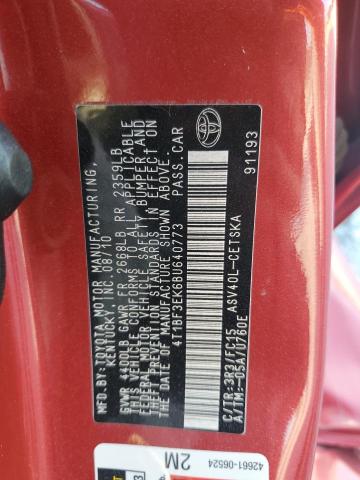 MFD. BY: TOYOTA MOTOR MANUFACTURING,
KENTUCKY, INC. 08/10
GVWR 4400LB GAWR FR 2668LB RR 2359LB
THIS VEHICLE CONFORMS TO ALL APPLICABLE
FEDERAL MOTOR VEHICLE SAFETY, BUMPER, AND
THEFT PREVENTION STANDARDS IN EFFECT ON
THE DATE OF MANUFACTURE SHOWN ABOVE.
4T1BF3EK6BU640773 PASS.CAR
C/TR:3R3/FC15 ASV40L-CETSKA
A/TM:-05A/U760E 91193
42661-06524
2M